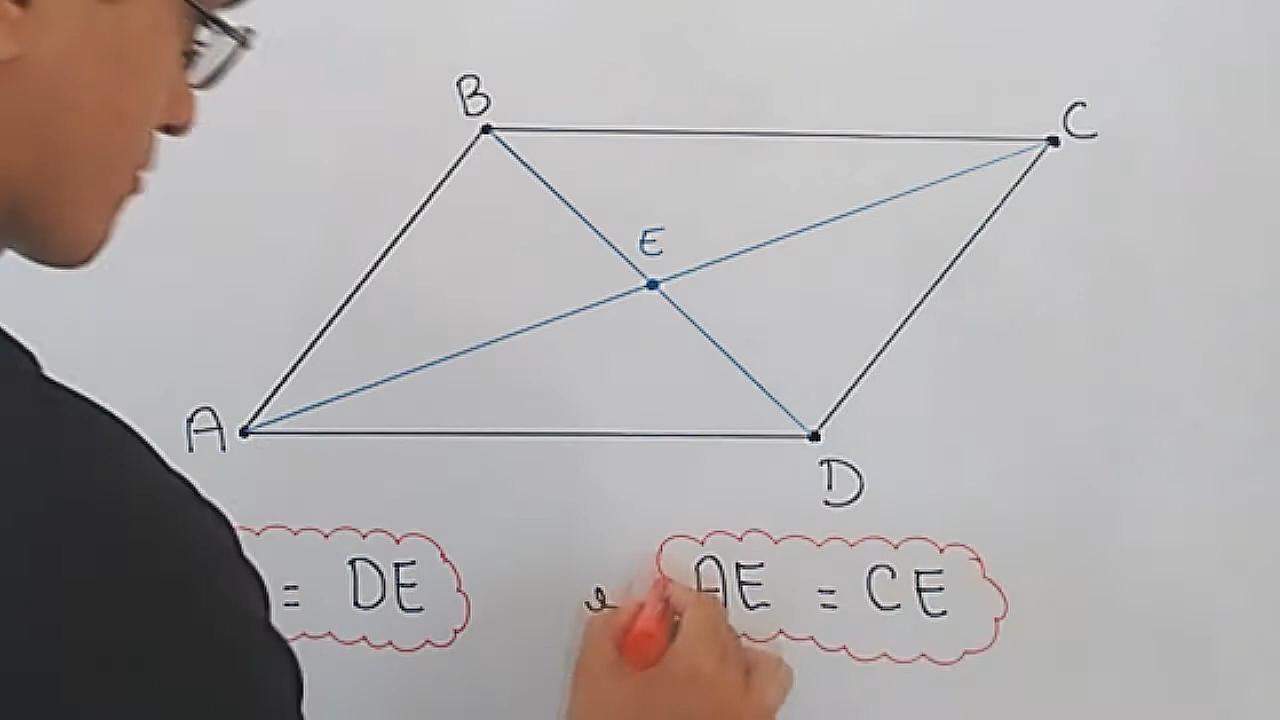 B
C
E
A
D
= DE e AE = CE